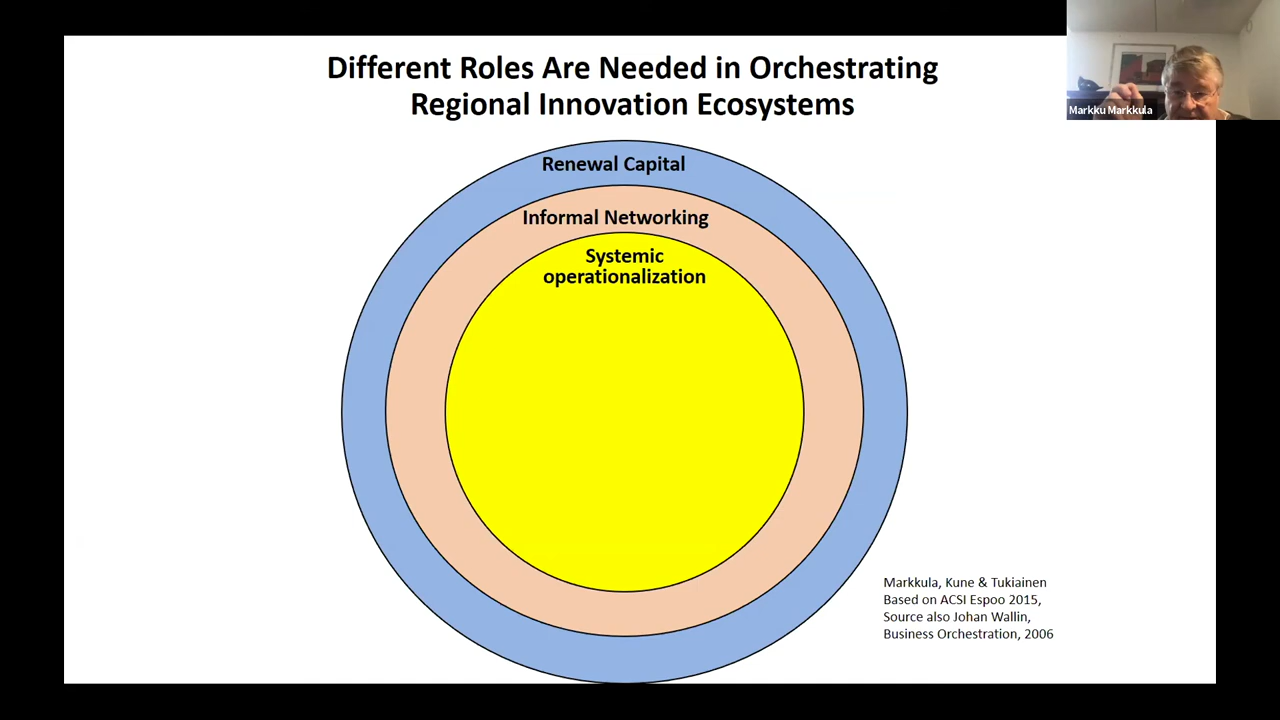 Different Roles Are Needed in Orchestrating
Regional Innovation Ecosystems
Markku Markkula
Renewal Capital
Informal Networking
Systemic
operationalization
Markkula, Kune & Tukiainen
Based on ACSI Espoo 2015,
Source also Johan Wallin,
Business Orchestration, 2006